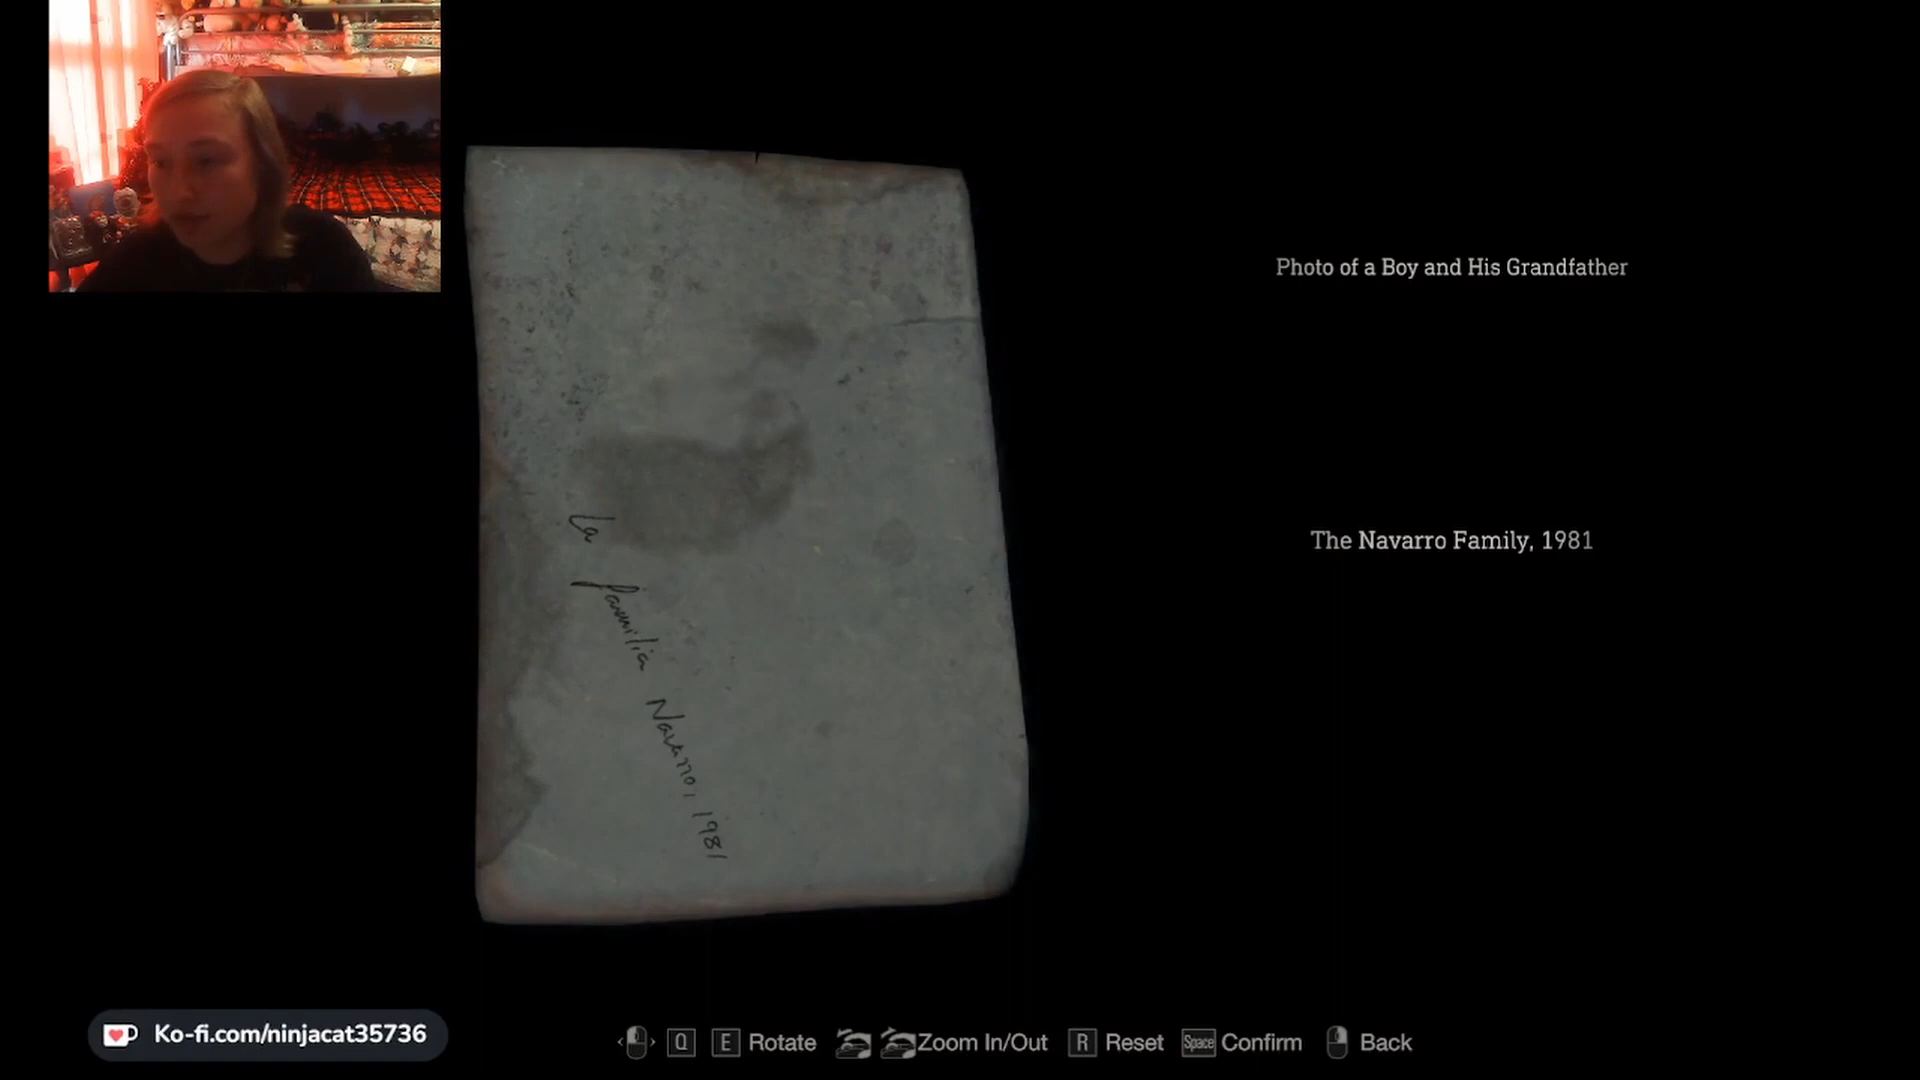 Photo of a Boy and His Grandfather
La familia Navarro, 1981
The Navarro Family, 1981
Ko-fi.com/ninjacat35736
Q E Rotate Zoom In/Out R Reset Space Confirm Back